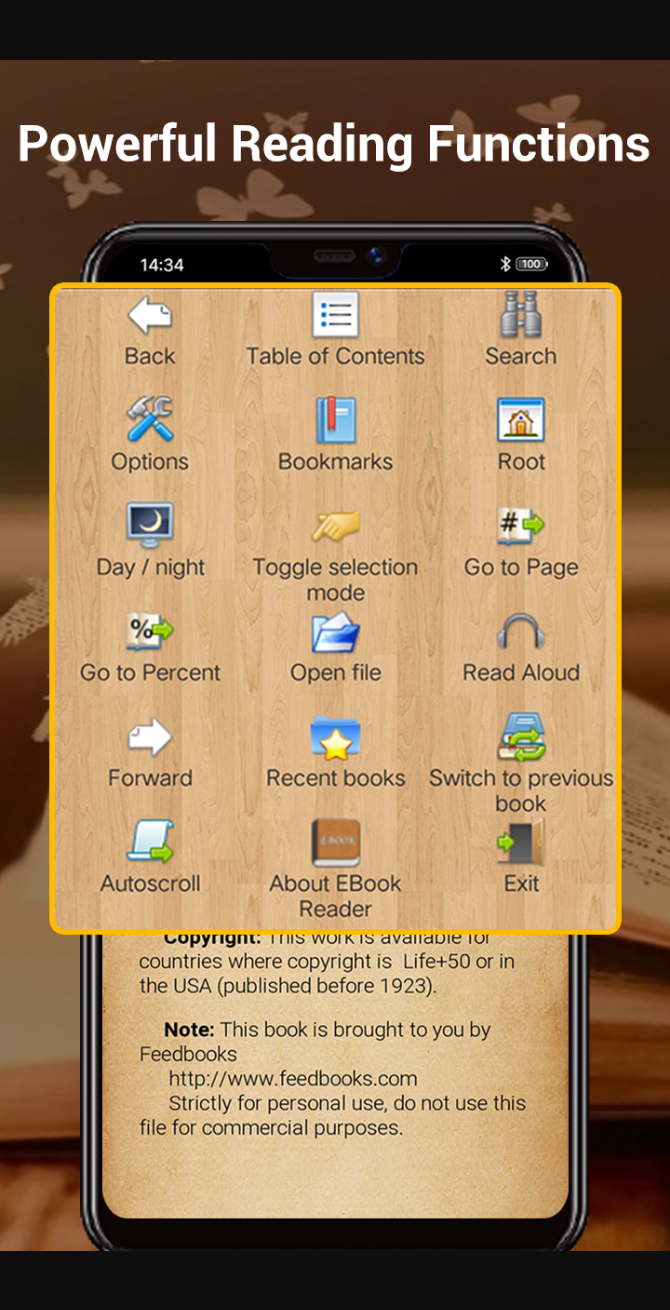 Powerful Reading Functions
14:34
100
Back
Table of Contents
Search
Options
Bookmarks
Root
Day / night
Toggle selection
mode
#
Go to Page
%
Go to Percent
Open file
Read Aloud
Forward
Recent books
Switch to previous
book
Autoscroll
EBOOK
About EBook
Reader
Exit
Copyright: This work is available for
countries where copyright is Life+50 or in
the USA (published before 1923).
Note: This book is brought to you by
Feedbooks
http://www.feedbooks.com
Strictly for personal use, do not use this
file for commercial purposes.